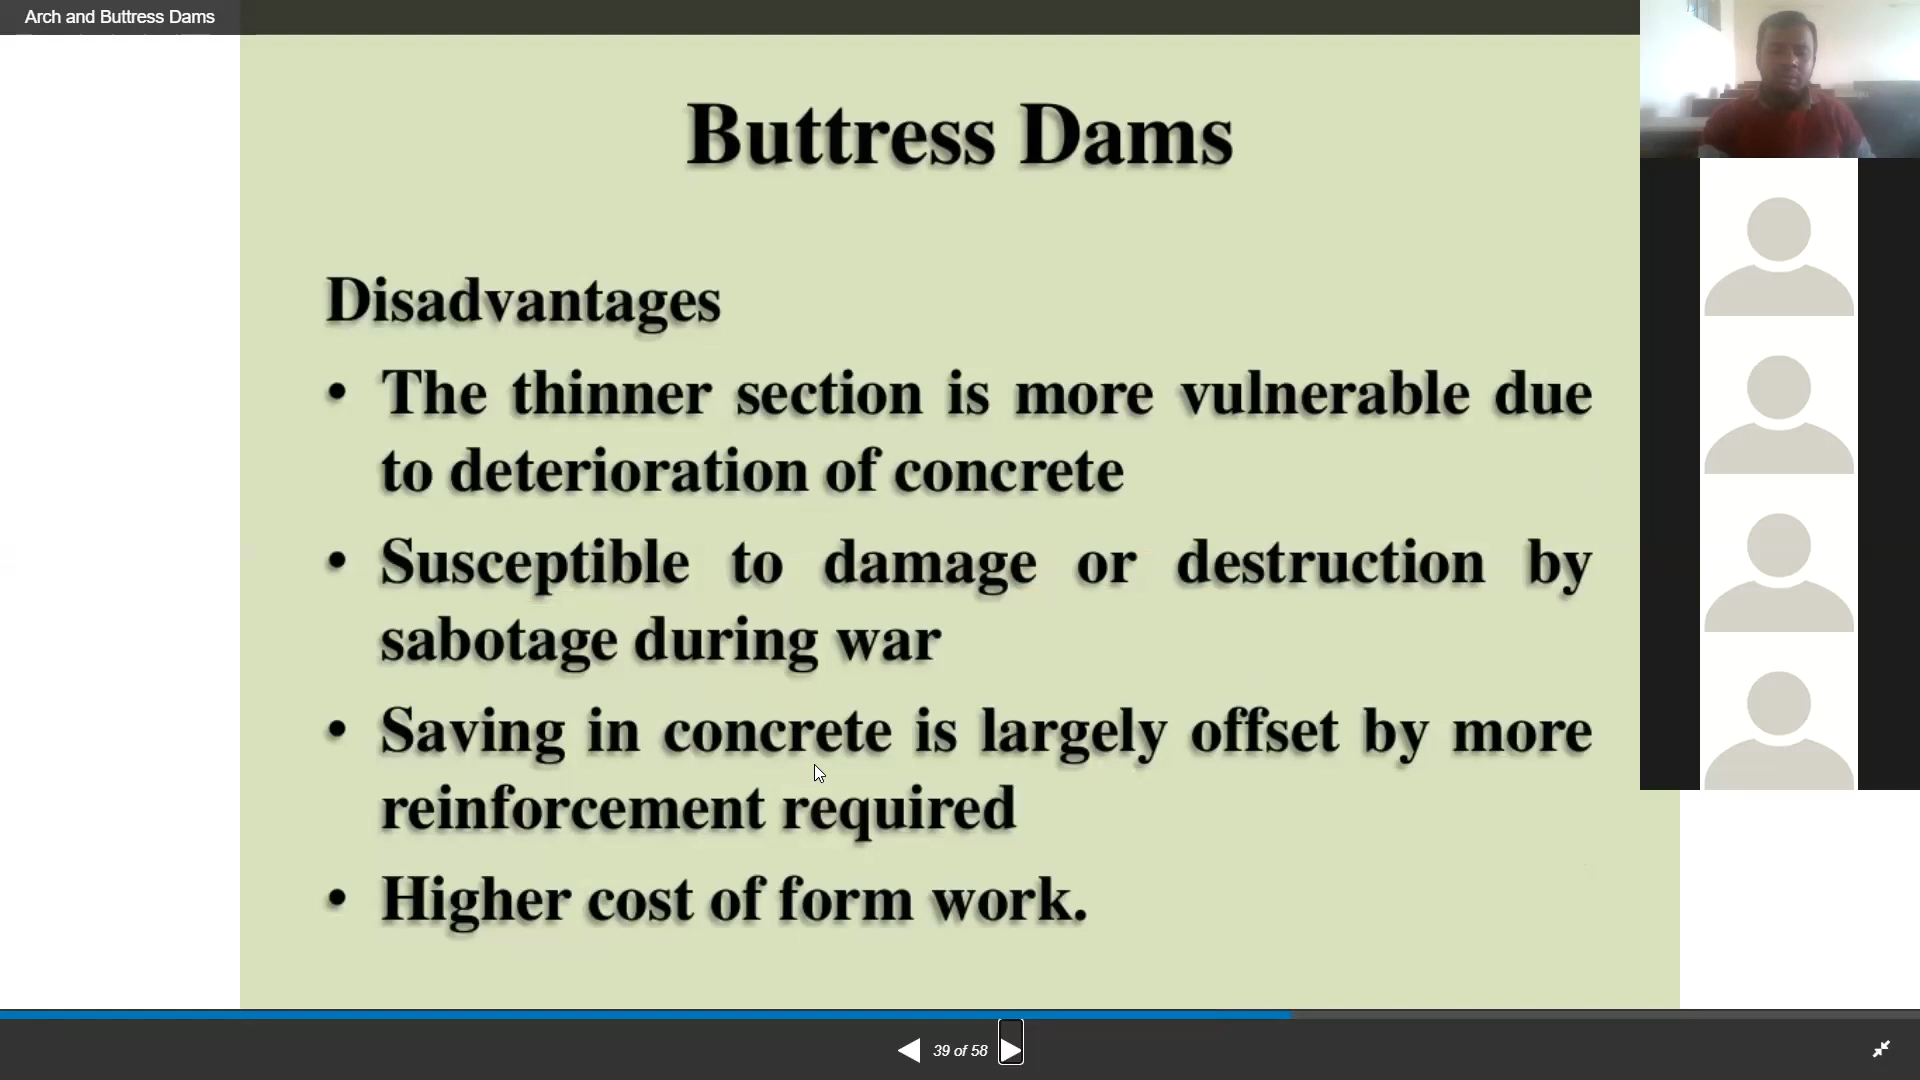 Arch and Buttress Dams
Buttress Dams
Disadvantages
• The thinner section is more vulnerable due
to deterioration of concrete
• Susceptible to damage or destruction by
sabotage during war
• Saving in concrete is largely offset by more
reinforcement required
• Higher cost of form work.
39 of 58